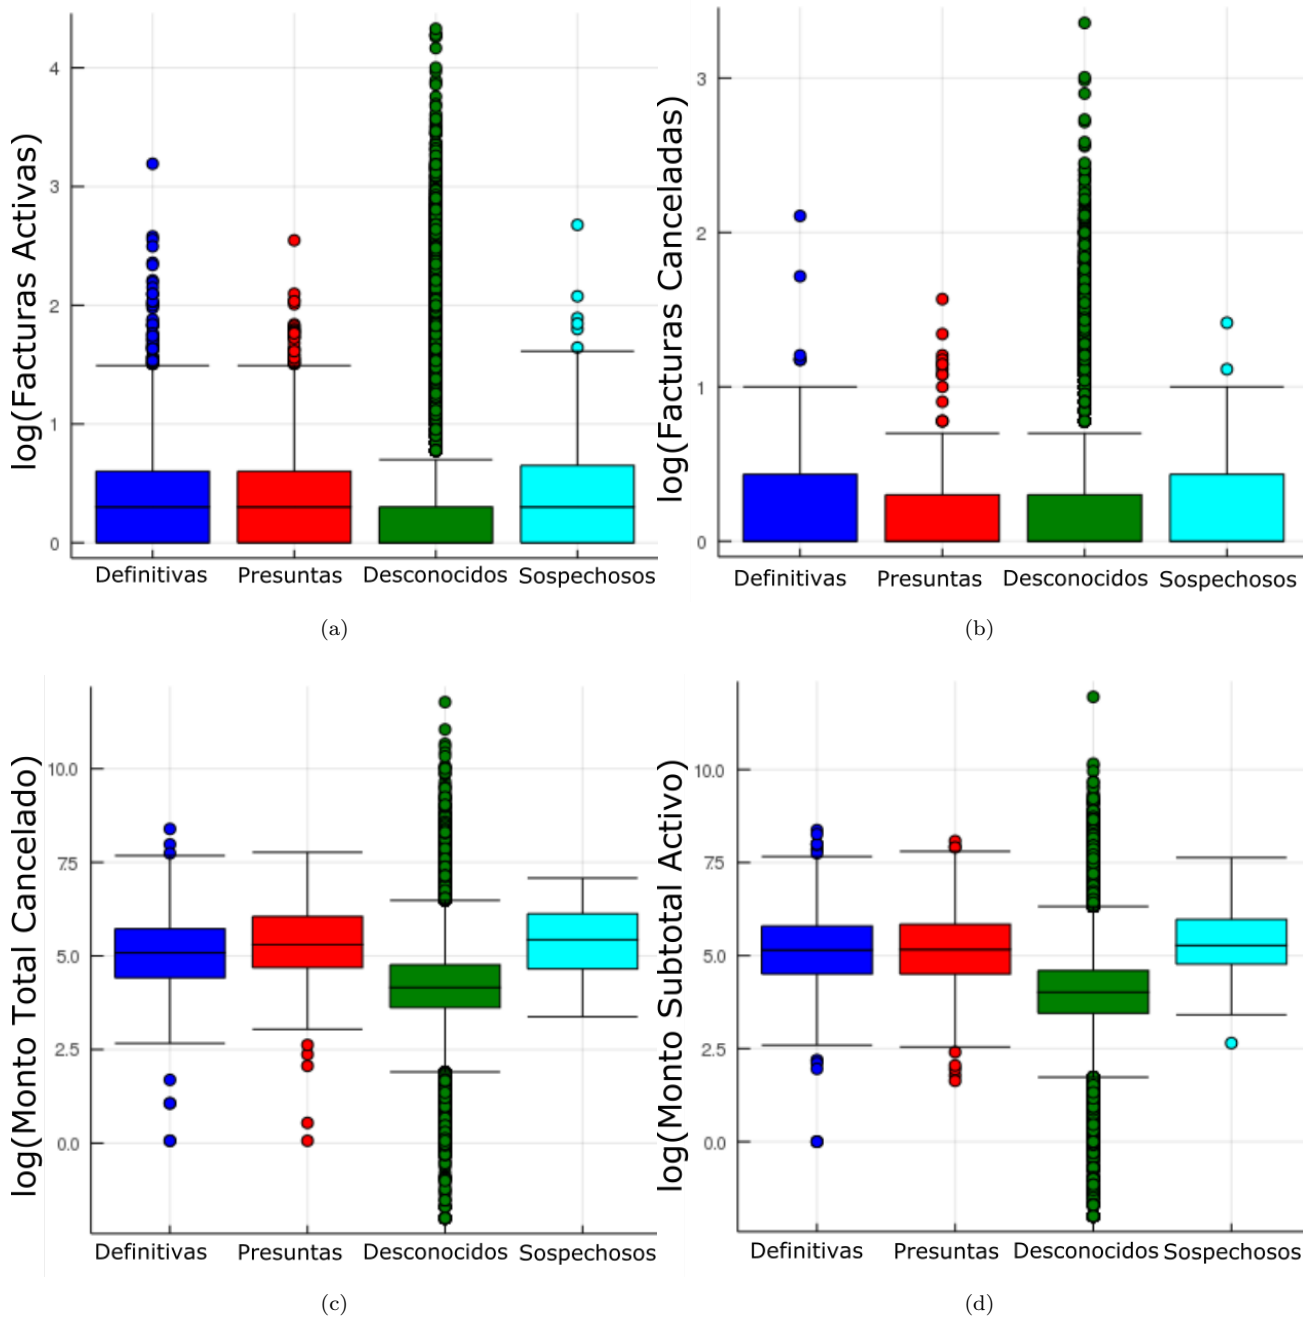 log(Facturas Activas)
4
3
2
1
0
Definitivas Presuntas Desconocidos Sospechosos
(a)
log(Facturas Canceladas)
3
2
1
0
Definitivas Presuntas Desconocidos Sospechosos
(b)
log(Monto Total Cancelado)
10.0
7.5
5.0
2.5
0.0
Definitivas Presuntas Desconocidos Sospechosos
(c)
log(Monto Subtotal Activo)
10.0
7.5
5.0
2.5
0.0
Definitivas Presuntas Desconocidos Sospechosos
(d)